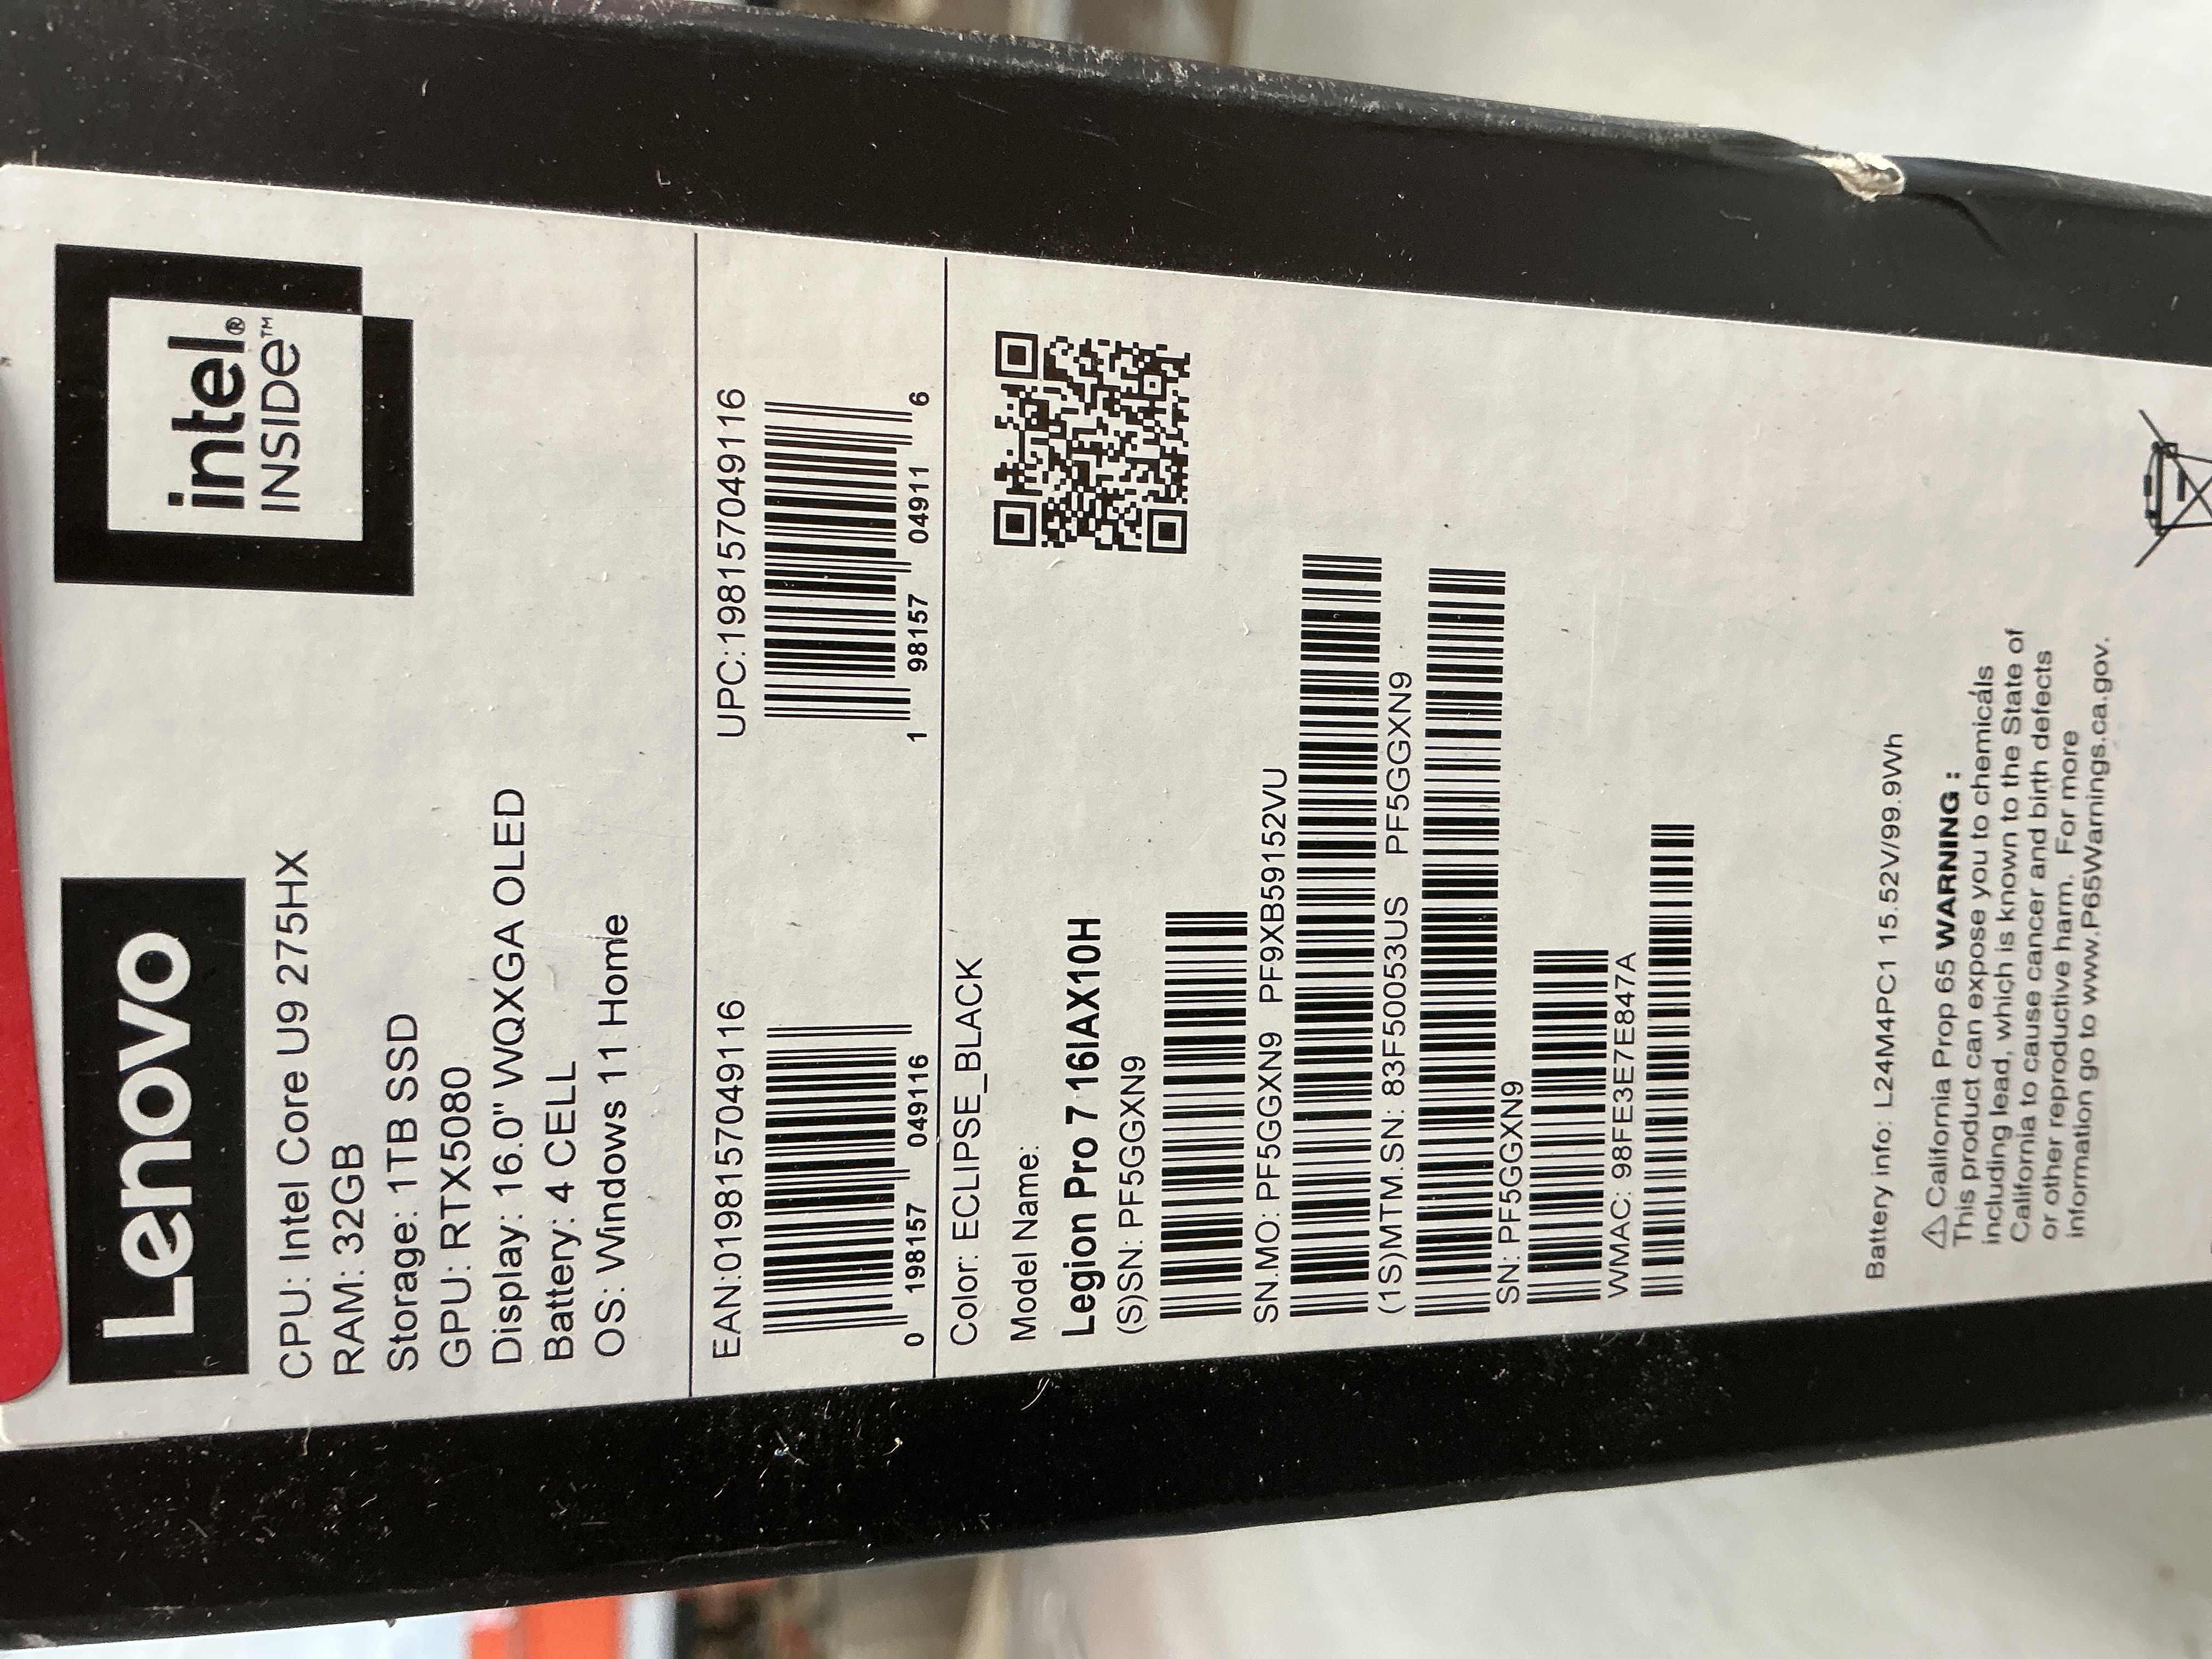 Lenovo
intel®
INSIDE™
CPU: Intel Core U9 275HX
RAM: 32GB
Storage: 1TB SSD
GPU: RTX5080
Display: 16.0" WQXGA OLED
Battery: 4 CELL
OS: Windows 11 Home
EAN:0198157049116 UPC:198157049116
0 198157 049116 1 98157 04911 6
Color: ECLIPSE_BLACK
Model Name:
Legion Pro 7 16IAX10H
(S)SN: PF5GGXN9
SN.MO: PF5GGXN9 PF9XB59152VU
(1S)MTM.SN: 83F50053US PF5GGXN9
SN: PF5GGXN9
WMAC: 98FE3E7E847A
Battery info: L24M4PC1 15.52V/99.9Wh
⚠California Prop 65 WARNING :
This product can expose you to chemicals
including lead, which is known to the State of
California to cause cancer and birth defects
or other reproductive harm. For more
information go to www.P65Warnings.ca.gov.